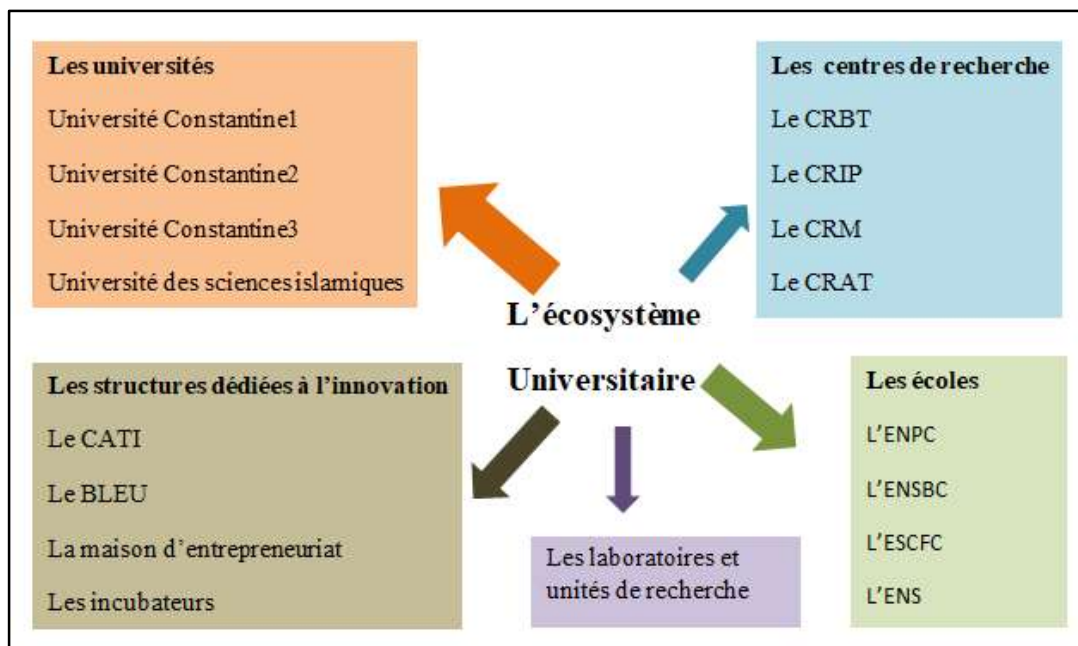 Les universités
Université Constantine1
Université Constantine2
Université Constantine3
Université des sciences islamiques
Les centres de recherche
Le CRBT
Le CRIP
Le CRM
Le CRAT
L'écosystème
Universitaire
Les structures dédiées à l'innovation
Le CATI
Le BLEU
La maison d'entrepreneuriat
Les incubateurs
Les laboratoires et
unités de recherche
Les écoles
L'ENPC
L'ENSBC
L'ESCFC
L'ENS